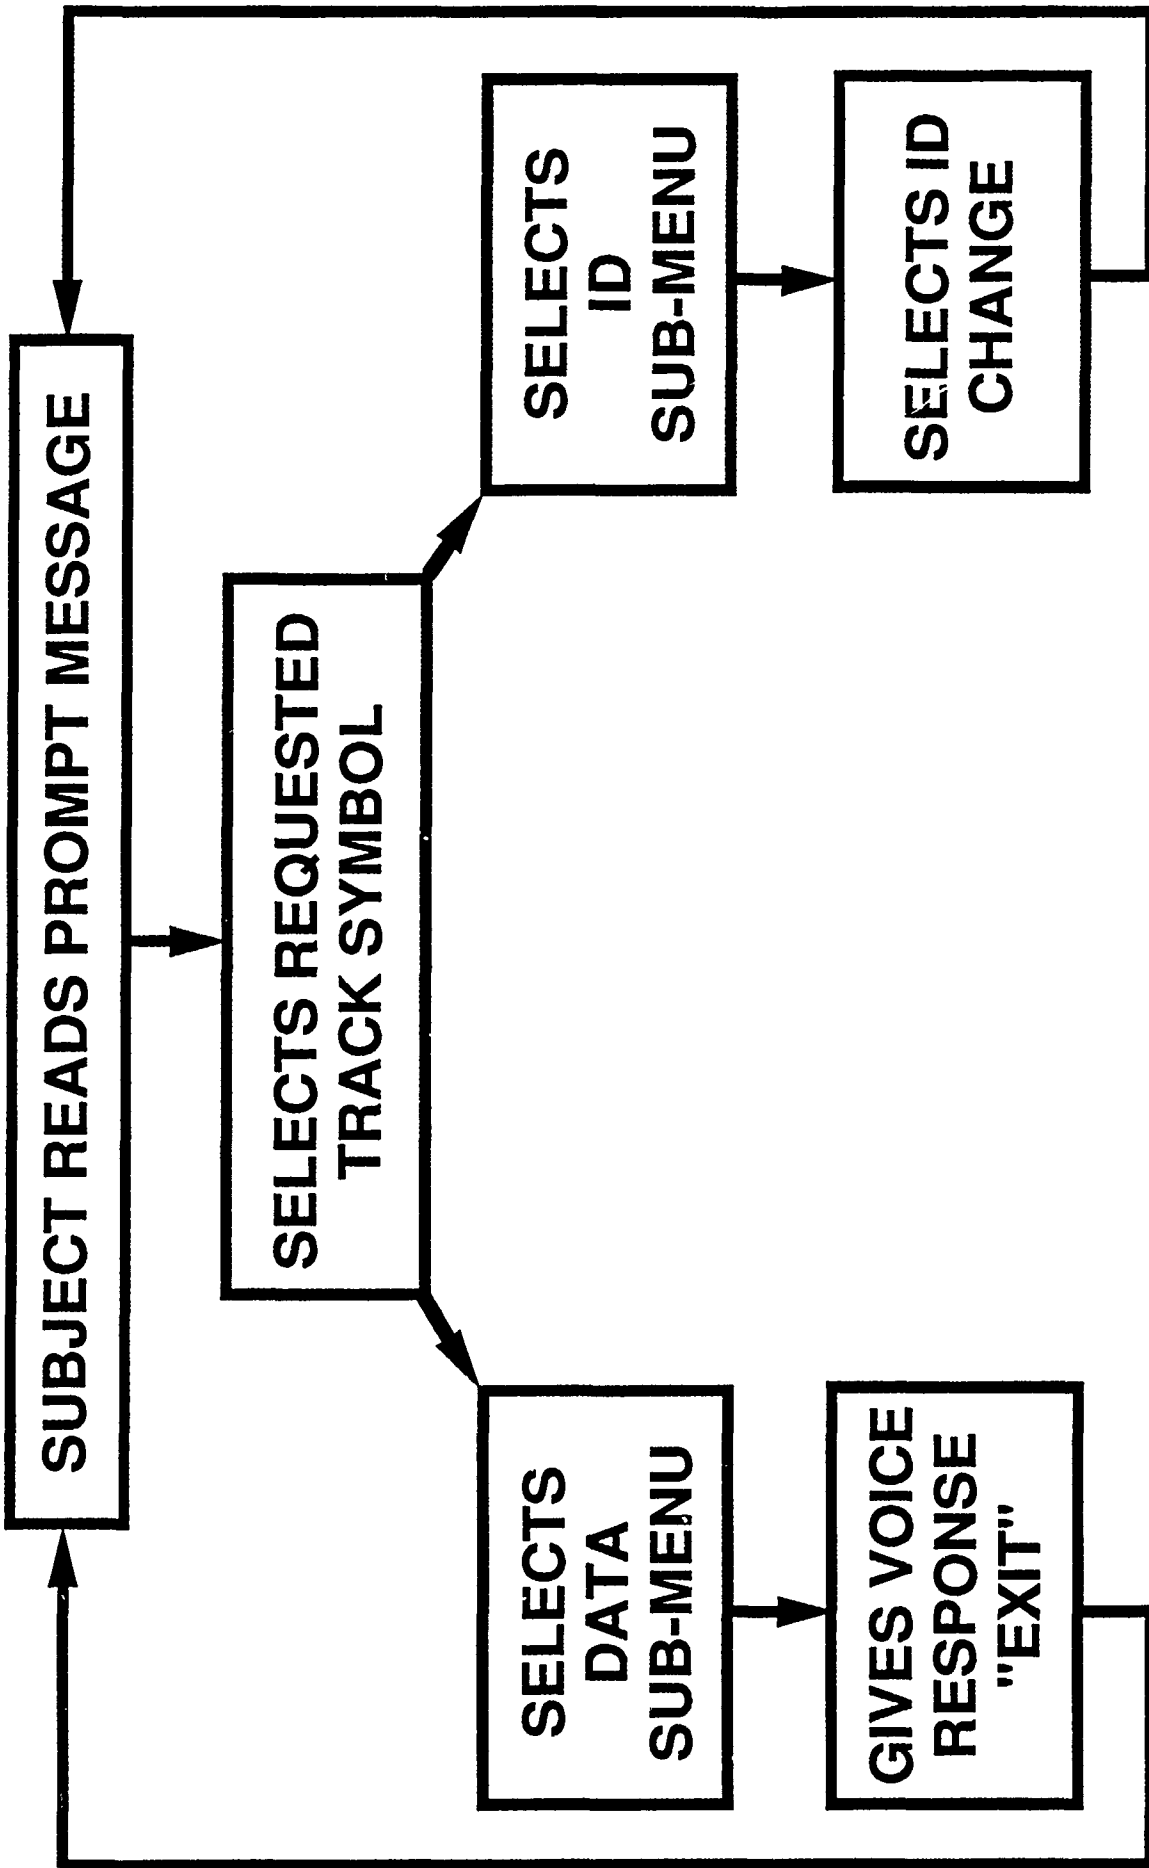 SUBJECT READS PROMPT MESSAGE
SELECTS REQUESTED
TRACK SYMBOL
SELECTS
DATA
SUB-MENU
GIVES VOICE
RESPONSE
"EXIT"
SELECTS
ID
SUB-MENU
SELECTS ID
CHANGE